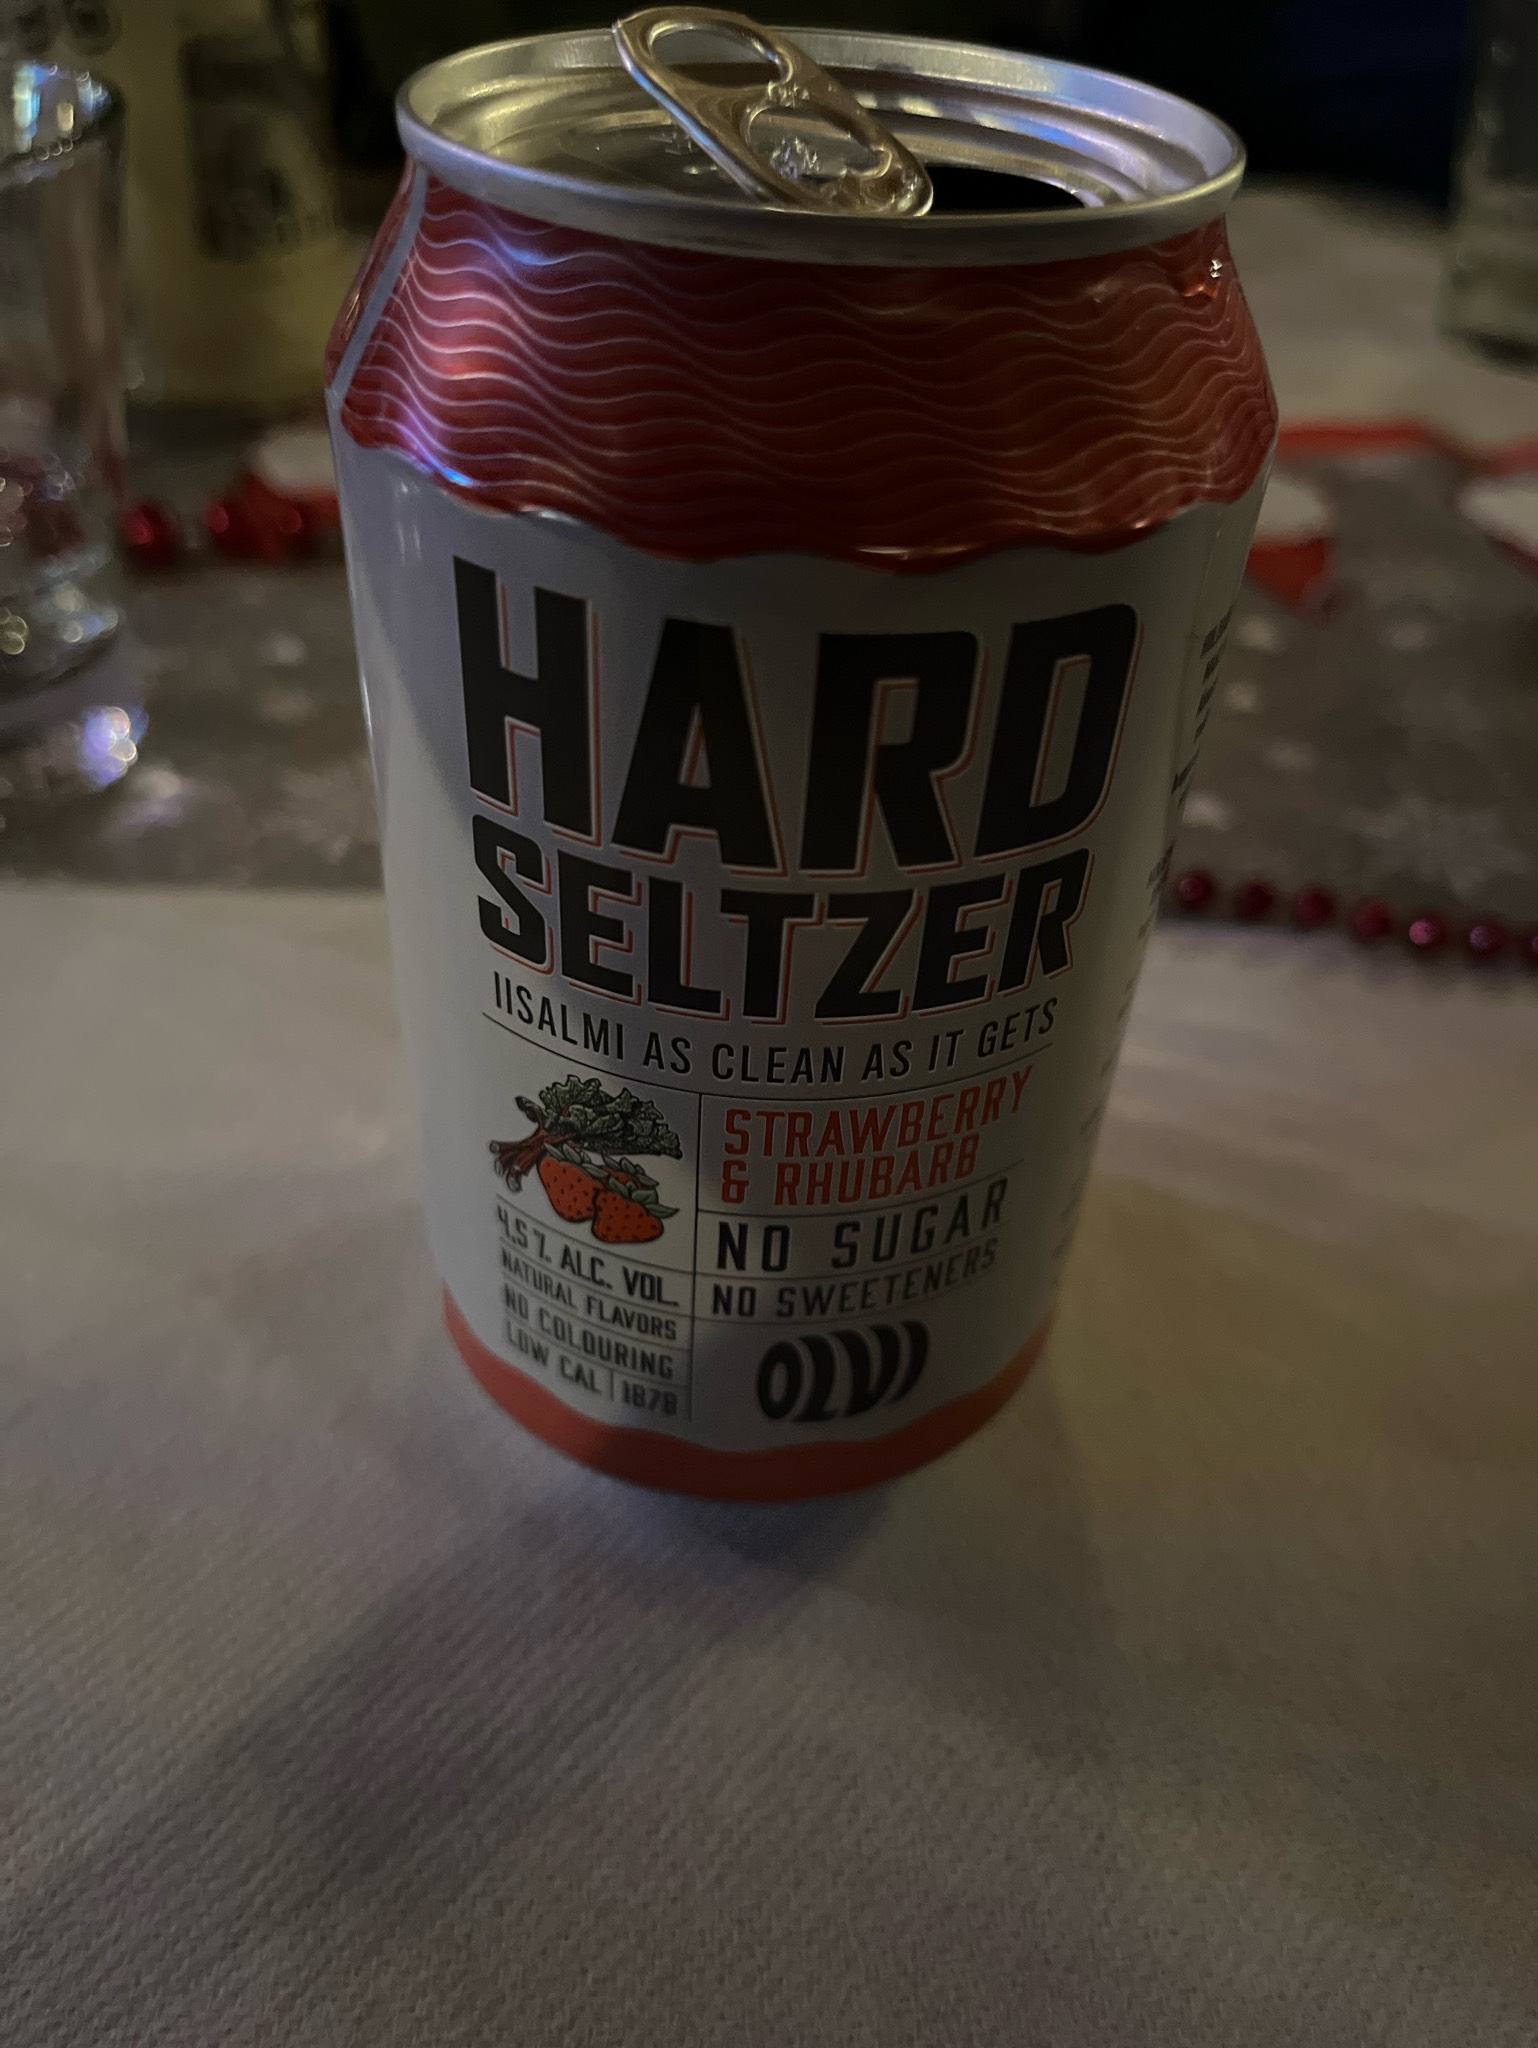 HARD
SELTZER
IISALMI AS CLEAN AS IT GETS
STRAWBERRY
& RHUBARB
NO SUGAR
NO SWEETENERS
4.5 % ALC. VOL.
NATURAL FLAVORS
NO COLOURING
LOW CAL | 1878
OLVI